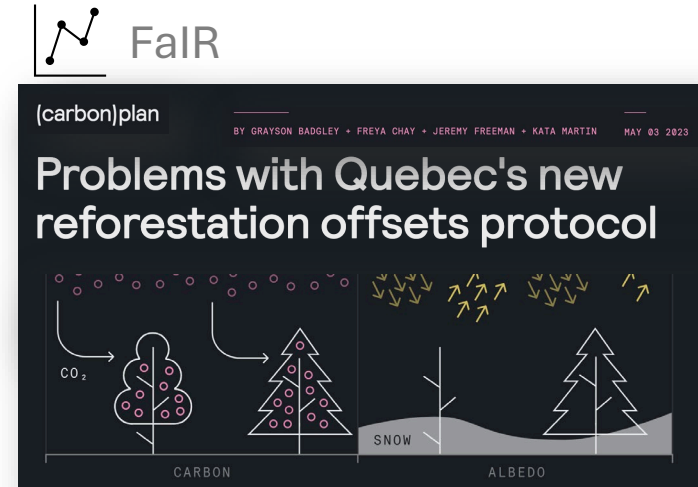 FaIR
(carbon)plan
BY GRAYSON BADGLEY + FREYA CHAY + JEREMY FREEMAN + KATA MARTIN
MAY 03 2023
Problems with Quebec's new
reforestation offsets protocol
CO₂
SNOW
CARBON
ALBEDO